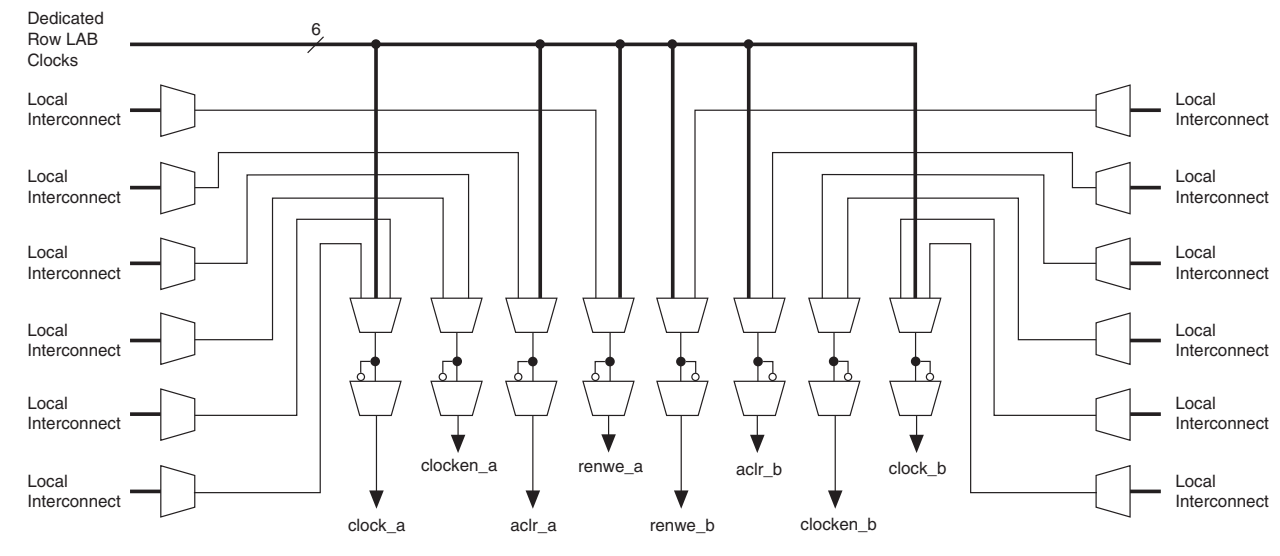 Dedicated
Row LAB
Clocks
6
Local
Interconnect
Local
Interconnect
Local
Interconnect
Local
Interconnect
Local
Interconnect
Local
Interconnect
Local
Interconnect
Local
Interconnect
Local
Interconnect
Local
Interconnect
Local
Interconnect
Local
Interconnect
clocken_a
renwe_a
aclr_b
clock_b
clock_a
aclr_a
renwe_b
clocken_b